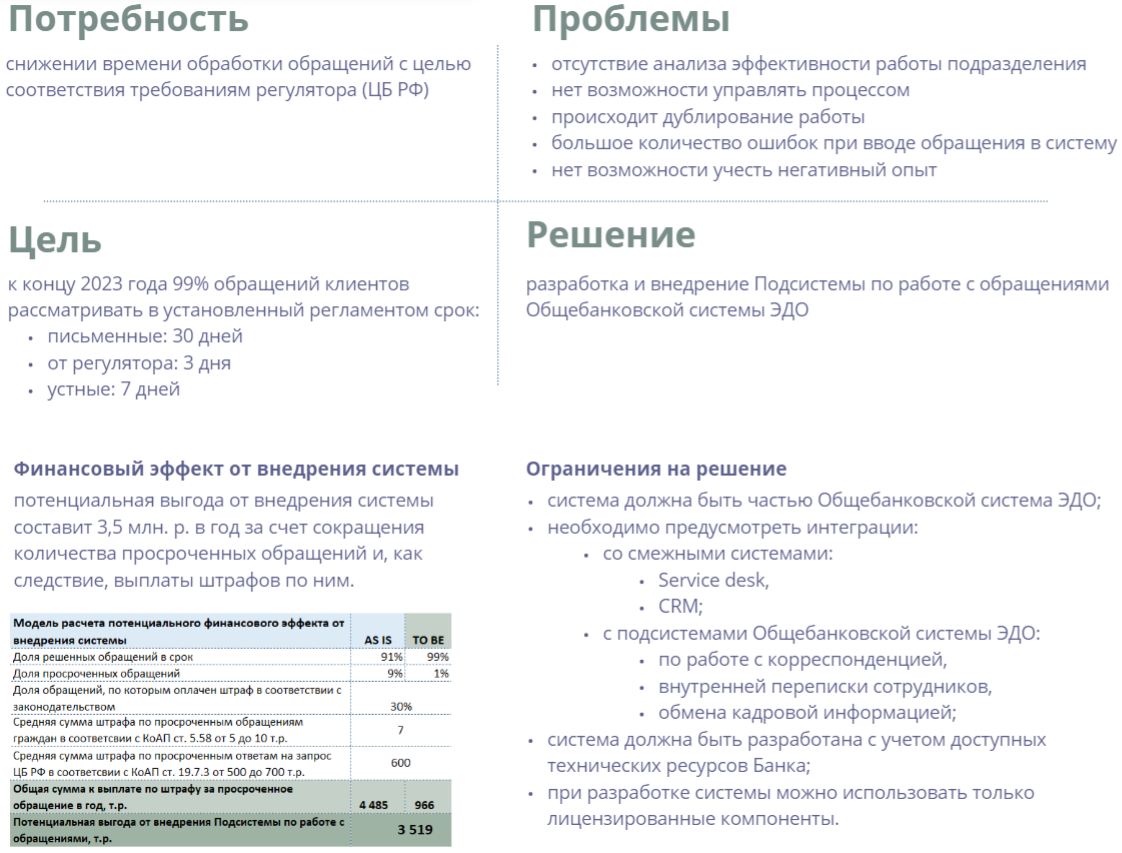 Потребность
снижении времени обработки обращений с целью
соответствия требованиям регулятора (ЦБ РФ)
Проблемы
• отсутствие анализа эффективности работы подразделения
• нет возможности управлять процессом
• происходит дублирование работы
• большое количество ошибок при вводе обращения в систему
• нет возможности учесть негативный опыт
Цель
к концу 2023 года 99% обращений клиентов
рассматривать в установленный регламентом срок:
• письменные: 30 дней
• от регулятора: 3 дня
• устные: 7 дней
Решение
разработка и внедрение Подсистемы по работе с обращениями
Общебанковской системы ЭДО
Финансовый эффект от внедрения системы
потенциальная выгода от внедрения системы
составит 3,5 млн. р. в год за счет сокращения
количества просроченных обращений и, как
следствие, выплаты штрафов по ним.
Модель расчета потенциального финансового эффекта от
внедрения системы AS IS TO BE
Доля решенных обращений в срок 91% 99%
Доля просроченных обращений 9% 1%
Доля обращений, по которым оплачен штраф в соответствии с
законодательством 30%
Средняя сумма штрафа по просроченным обращениям
граждан в соответсвии с КоАП ст. 5.58 от 5 до 10 т.р. 7
Средняя сумма штрафа по просроченным ответам на запрос
ЦБ РФ в соответсвии с КоАП ст. 19.7.3 от 500 до 700 т.р. 600
Общая сумма к выплате по штрафу за просроченное
обращение в год, т.р. 4 485 966
Потенциальная выгода от внедрения Подсистемы по работе с
обращениями, т.р. 3 519
Ограничения на решение
• система должна быть частью Общебанковской система ЭДО;
• необходимо предусмотреть интеграции:
• со смежными системами:
• Service desk,
• CRM;
• с подсистемами Общебанковской системы ЭДО:
• по работе с корреспонденцией,
• внутренней переписки сотрудников,
• обмена кадровой информацией;
• система должна быть разработана с учетом доступных
технических ресурсов Банка;
• при разработке системы можно использовать только
лицензированные компоненты.